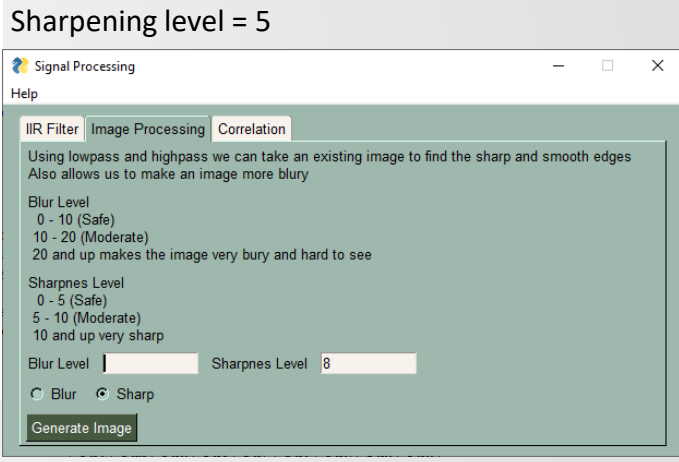 Sharpening level = 5
Signal Processing
Help
IIR Filter Image Processing Correlation
Using lowpass and highpass we can take an existing image to find the sharp and smooth edges
Also allows us to make an image more blury
Blur Level
0 - 10 (Safe)
10 - 20 (Moderate)
20 and up makes the image very bury and hard to see
Sharpnes Level
0 - 5 (Safe)
5 - 10 (Moderate)
10 and up very sharp
Blur Level Sharpnes Level 8
Blur Sharp
Generate Image